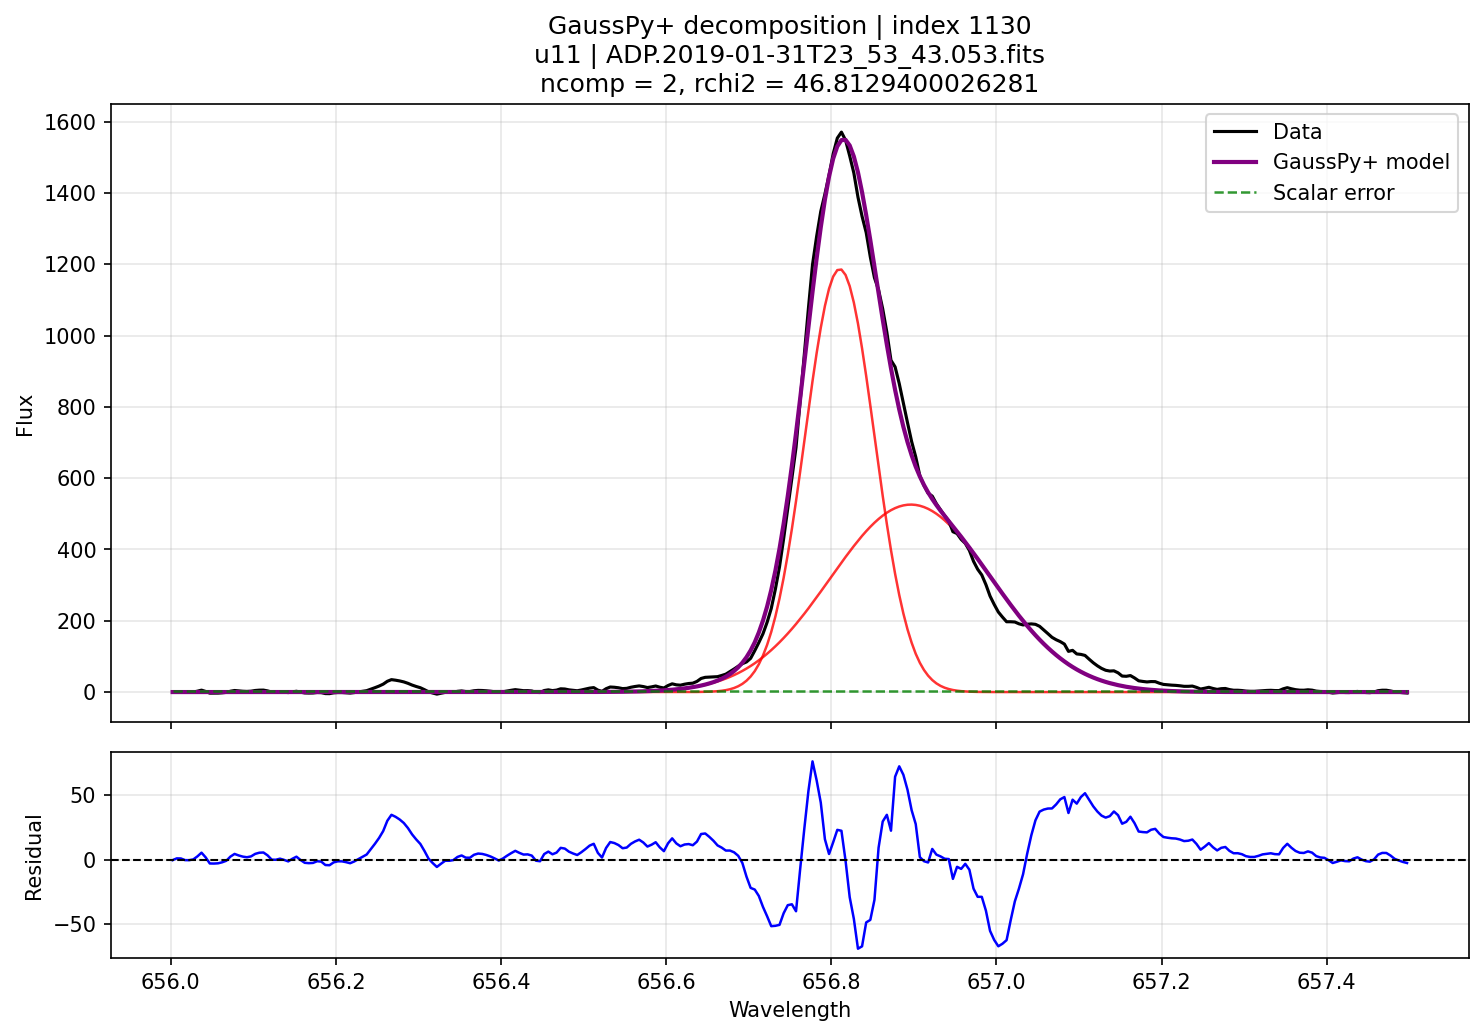 GaussPy+ decomposition | index 1130
u11 | ADP.2019-01-31T23_53_43.053.fits
ncomp = 2, rchi2 = 46.8129400026281
Data
GaussPy+ model
Scalar error
1600
1400
1200
1000
800
600
400
200
0
Flux
50
0
−50
Residual
656.0 656.2 656.4 656.6 656.8 657.0 657.2 657.4
Wavelength